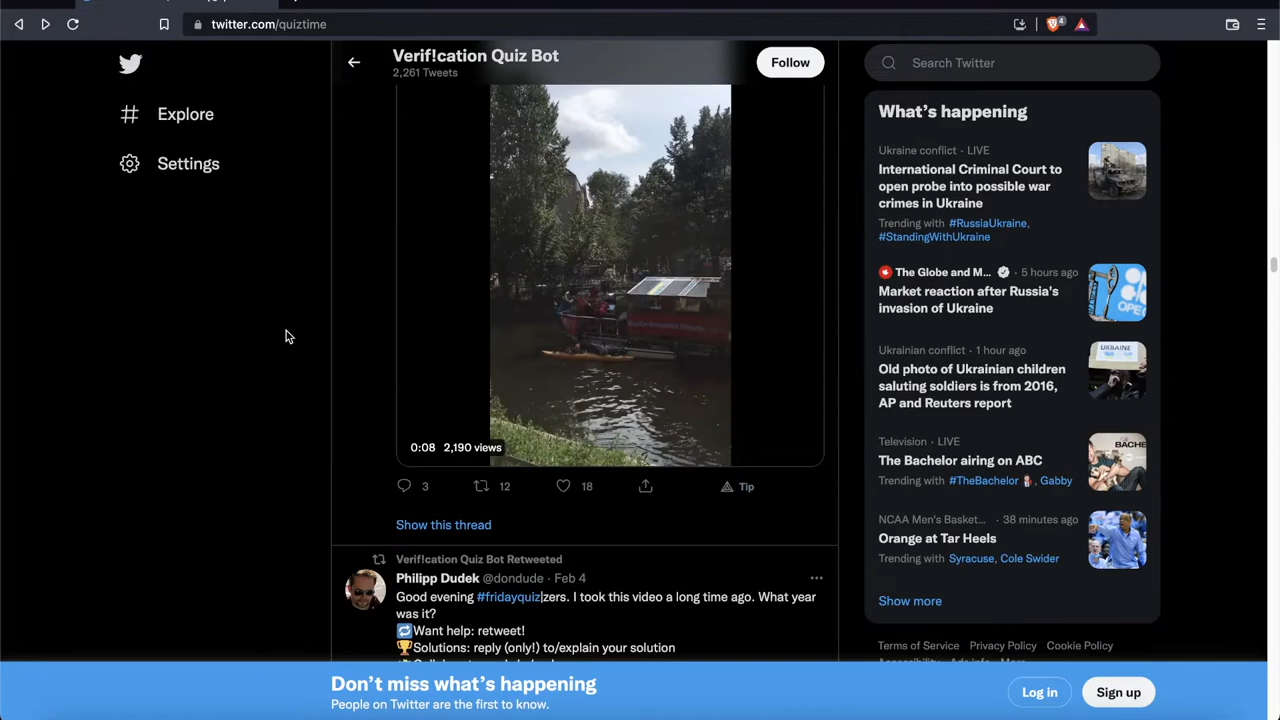 twitter.com/quiztime
4
Explore
Settings
Verif!cation Quiz Bot
2,261 Tweets
Follow
0:08 2,190 views
3
12
18
Tip
Show this thread
Verif!cation Quiz Bot Retweeted
Philipp Dudek @dondude · Feb 4
Good evening #fridayquiz|zers. I took this video a long time ago. What year
was it?
Want help: retweet!
Solutions: reply (only!) to/explain your solution
Search Twitter
What's happening
Ukraine conflict · LIVE
International Criminal Court to
open probe into possible war
crimes in Ukraine
Trending with #RussiaUkraine,
#StandingWithUkraine
The Globe and M... · 5 hours ago
Market reaction after Russia's
invasion of Ukraine
Ukrainian conflict · 1 hour ago
Old photo of Ukrainian children
saluting soldiers is from 2016,
AP and Reuters report
UKRAINE
Television · LIVE
The Bachelor airing on ABC
Trending with #TheBachelor, Gabby
NCAA Men's Basket... · 38 minutes ago
Orange at Tar Heels
Trending with Syracuse, Cole Swider
Show more
Terms of Service Privacy Policy Cookie Policy
Don't miss what's happening
People on Twitter are the first to know.
Log in
Sign up